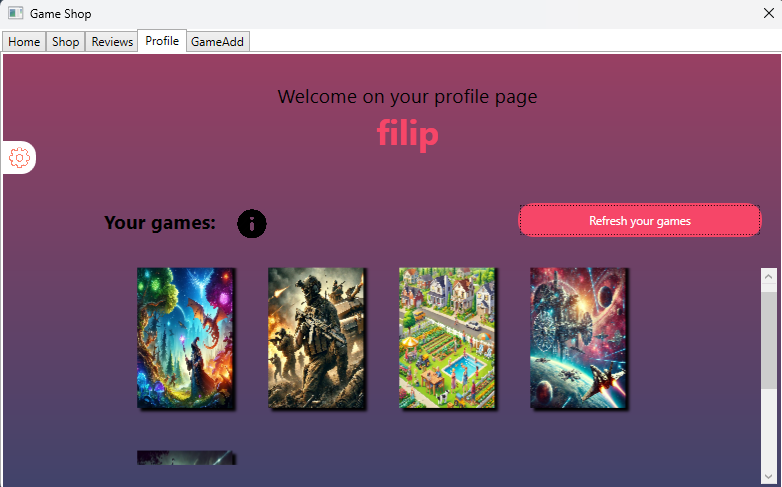 Game Shop
Home Shop Reviews Profile GameAdd
Welcome on your profile page
filip
Your games:
Refresh your games